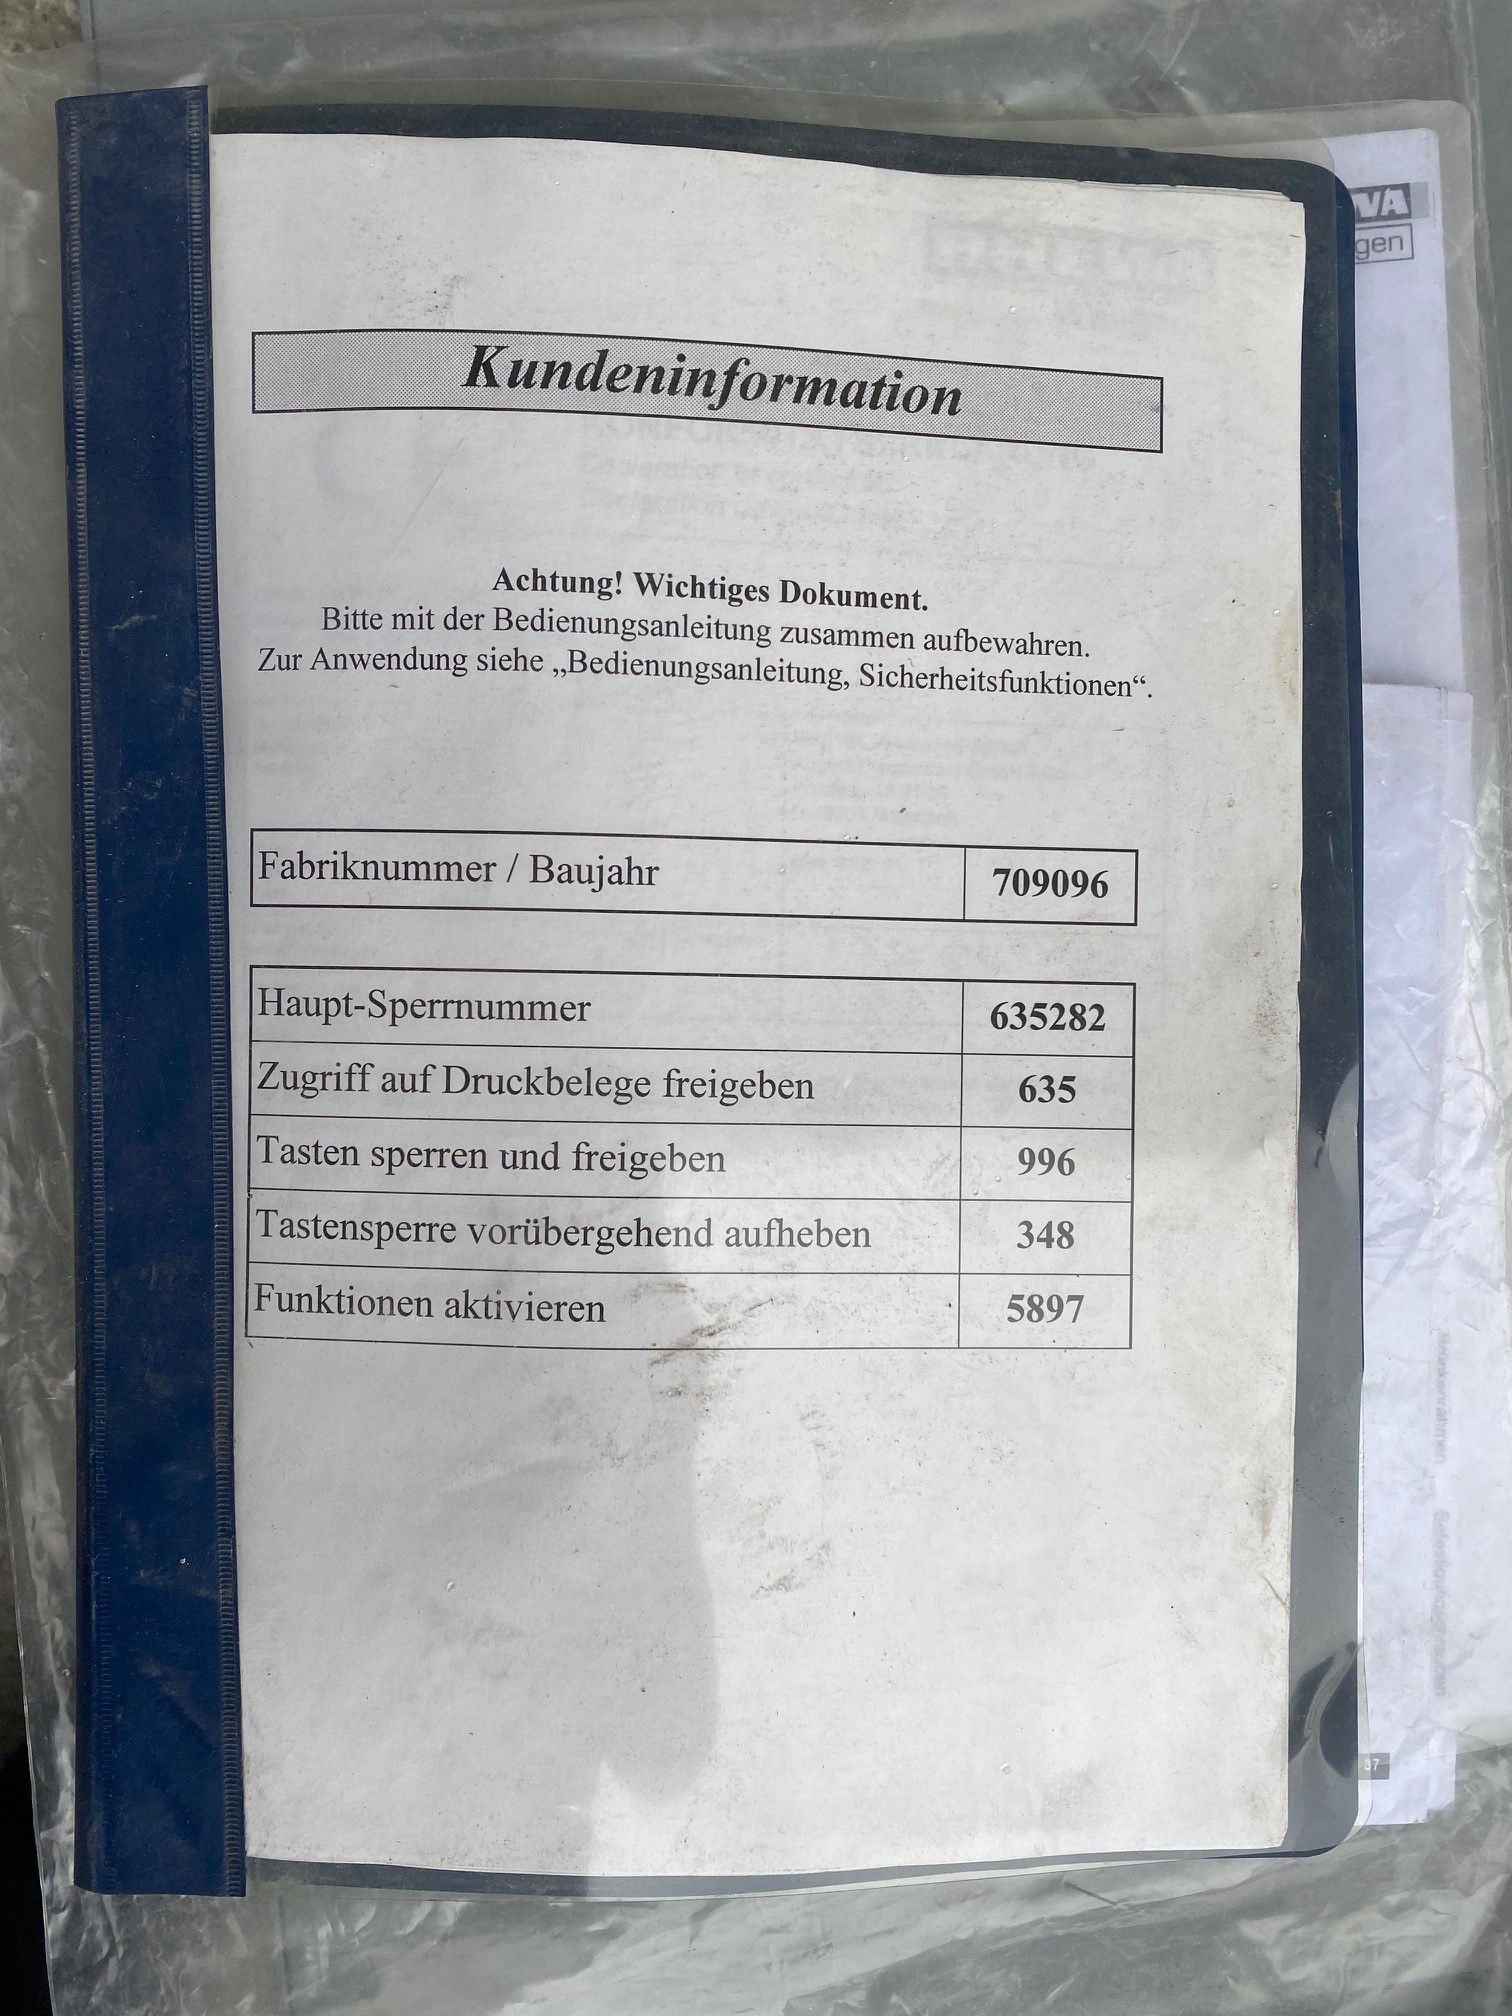 Kundeninformation
Achtung! Wichtiges Dokument.
Bitte mit der Bedienungsanleitung zusammen aufbewahren.
Zur Anwendung siehe „Bedienungsanleitung, Sicherheitsfunktionen“.
Fabriknummer / Baujahr 709096
Haupt-Sperrnummer 635282
Zugriff auf Druckbelege freigeben 635
Tasten sperren und freigeben 996
Tastensperre vorübergehend aufheben 348
Funktionen aktivieren 5897
gen
37